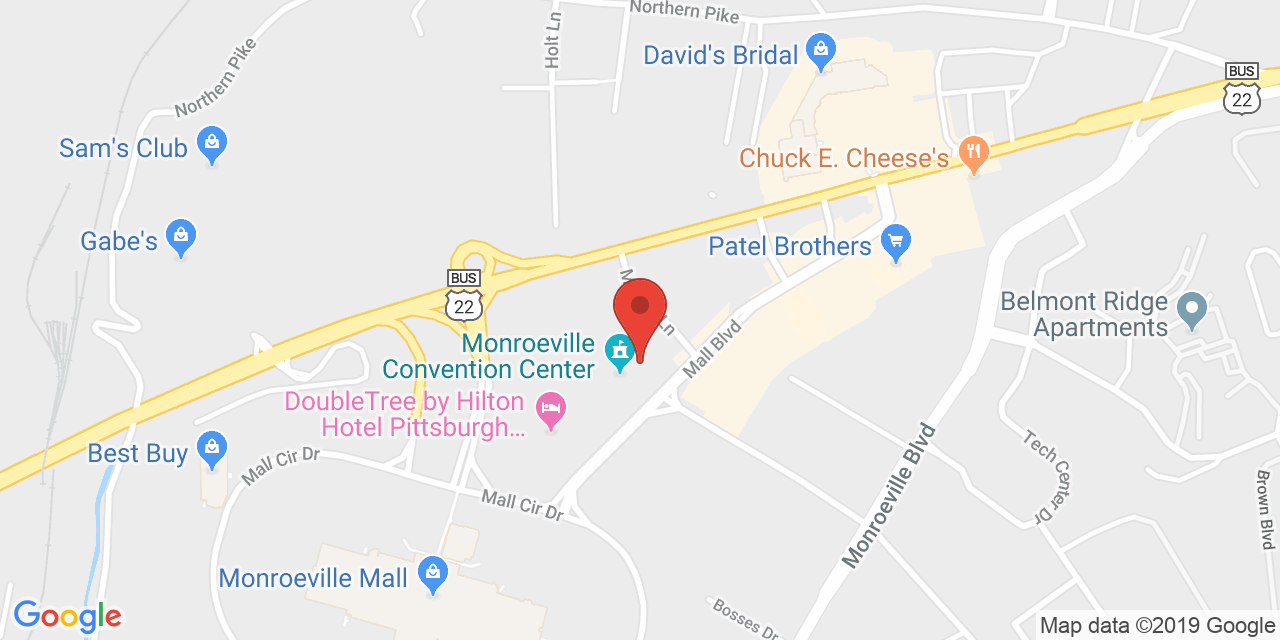 Northern Pike
Holt Ln
David's Bridal
Northern Pike
BUS
22
Sam's Club
Chuck E. Cheese's
Gabe's
Patel Brothers
BUS
22
Ln
Belmont Ridge
Apartments
Monroeville
Convention Center
Mall Blvd
DoubleTree by Hilton
Hotel Pittsburgh...
Best Buy
Mall Cir Dr
Monroeville Blvd
Tech Center Dr
Mall Cir Dr
Brown Blvd
Monroeville Mall
Bosses Dr
Google
Map data ©2019 Google